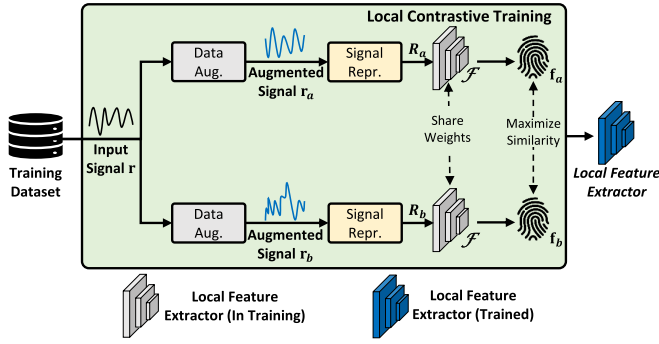 Local Contrastive Training
Data
Aug.
Augmented
Signal r_a
Signal
Repr.
R_a
ℱ
f_a
Input
Signal r
Training
Dataset
Share
Weights
Maximize
Similarity
Local Feature
Extractor
Data
Aug.
Augmented
Signal r_b
Signal
Repr.
R_b
ℱ
f_b
Local Feature
Extractor (In Training)
Local Feature
Extractor (Trained)